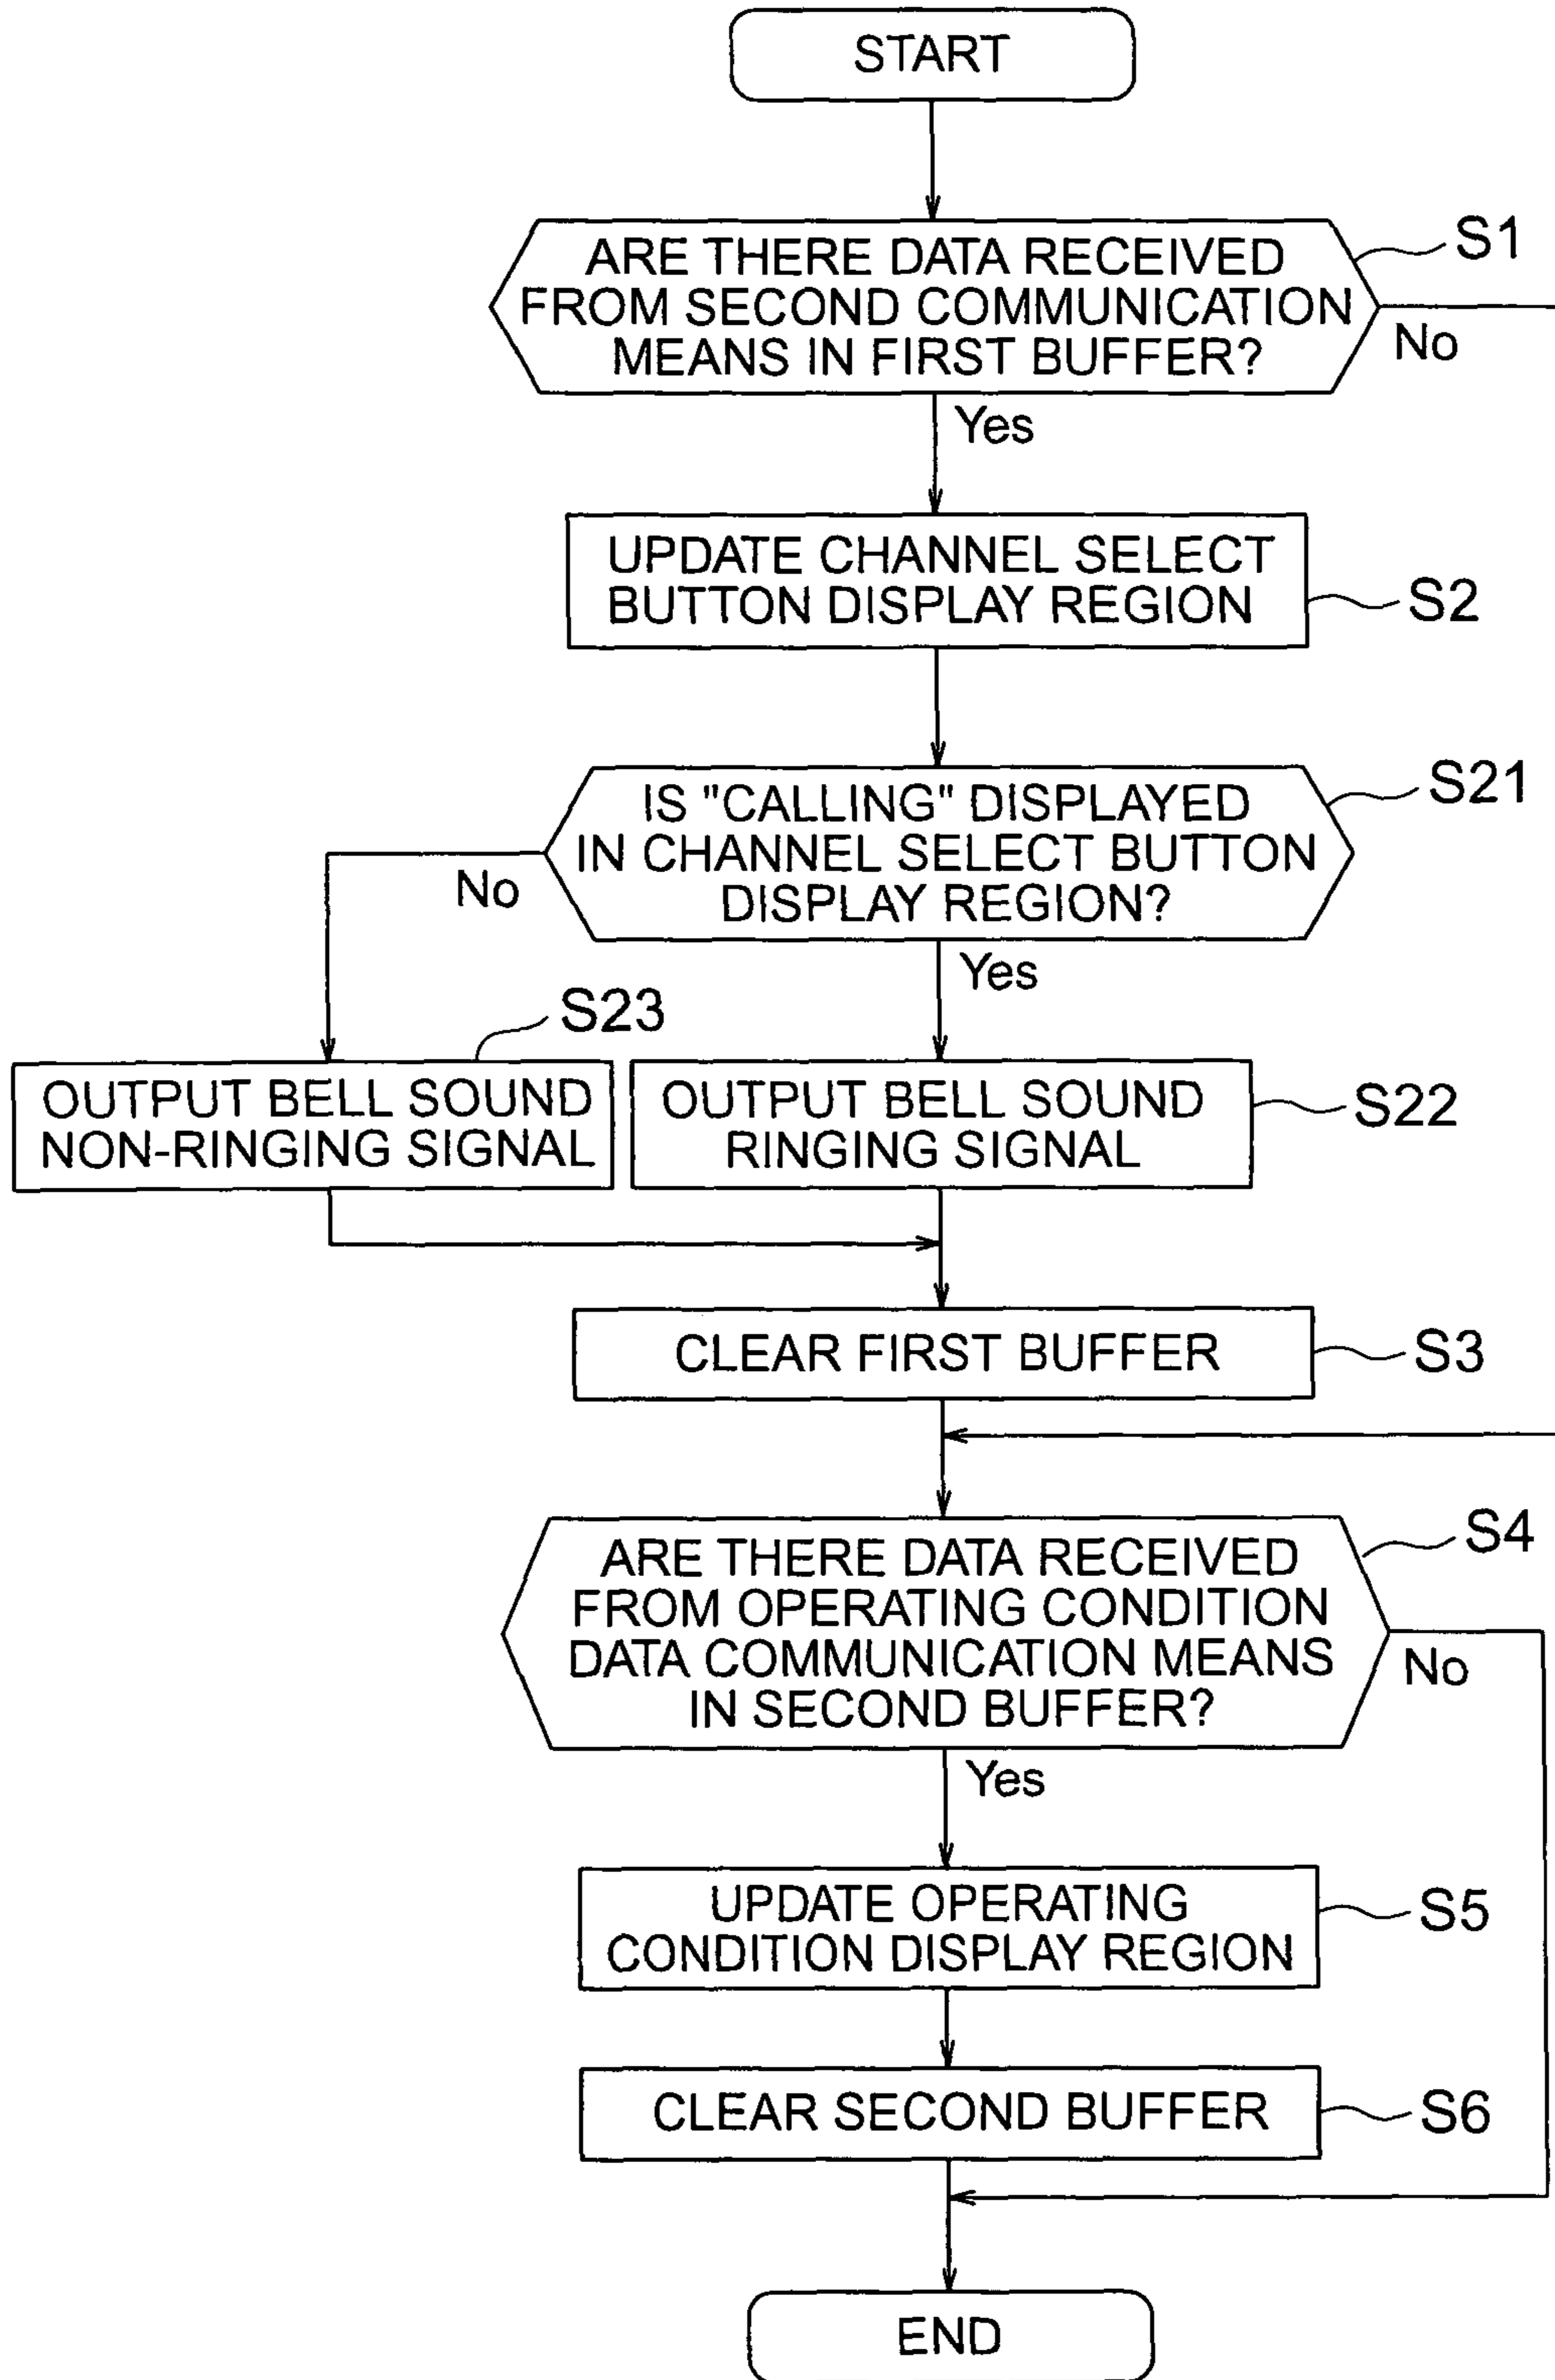 START
ARE THERE DATA RECEIVED
FROM SECOND COMMUNICATION
MEANS IN FIRST BUFFER?
S1
No
Yes
UPDATE CHANNEL SELECT
BUTTON DISPLAY REGION
S2
IS "CALLING" DISPLAYED
IN CHANNEL SELECT BUTTON
DISPLAY REGION?
S21
No
Yes
S23
OUTPUT BELL SOUND
NON-RINGING SIGNAL
OUTPUT BELL SOUND
RINGING SIGNAL
S22
CLEAR FIRST BUFFER
S3
ARE THERE DATA RECEIVED
FROM OPERATING CONDITION
DATA COMMUNICATION MEANS
IN SECOND BUFFER?
S4
No
Yes
UPDATE OPERATING
CONDITION DISPLAY REGION
S5
CLEAR SECOND BUFFER
S6
END